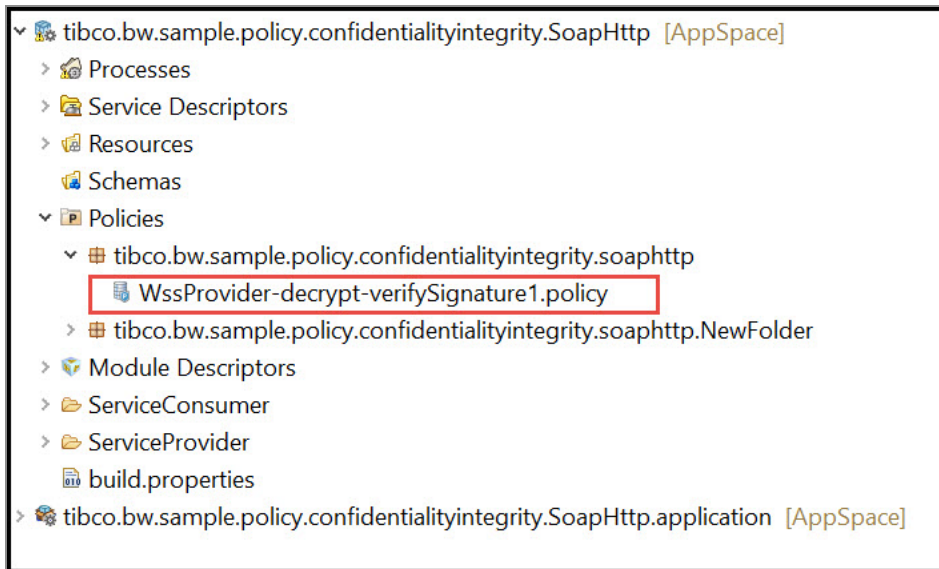 tibco.bw.sample.policy.confidentialityintegrity.SoapHttp [AppSpace]
Processes
Service Descriptors
Resources
Schemas
Policies
tibco.bw.sample.policy.confidentialityintegrity.soaphttp
WssProvider-decrypt-verifySignature1.policy
tibco.bw.sample.policy.confidentialityintegrity.soaphttp.NewFolder
Module Descriptors
ServiceConsumer
ServiceProvider
build.properties
tibco.bw.sample.policy.confidentialityintegrity.SoapHttp.application [AppSpace]